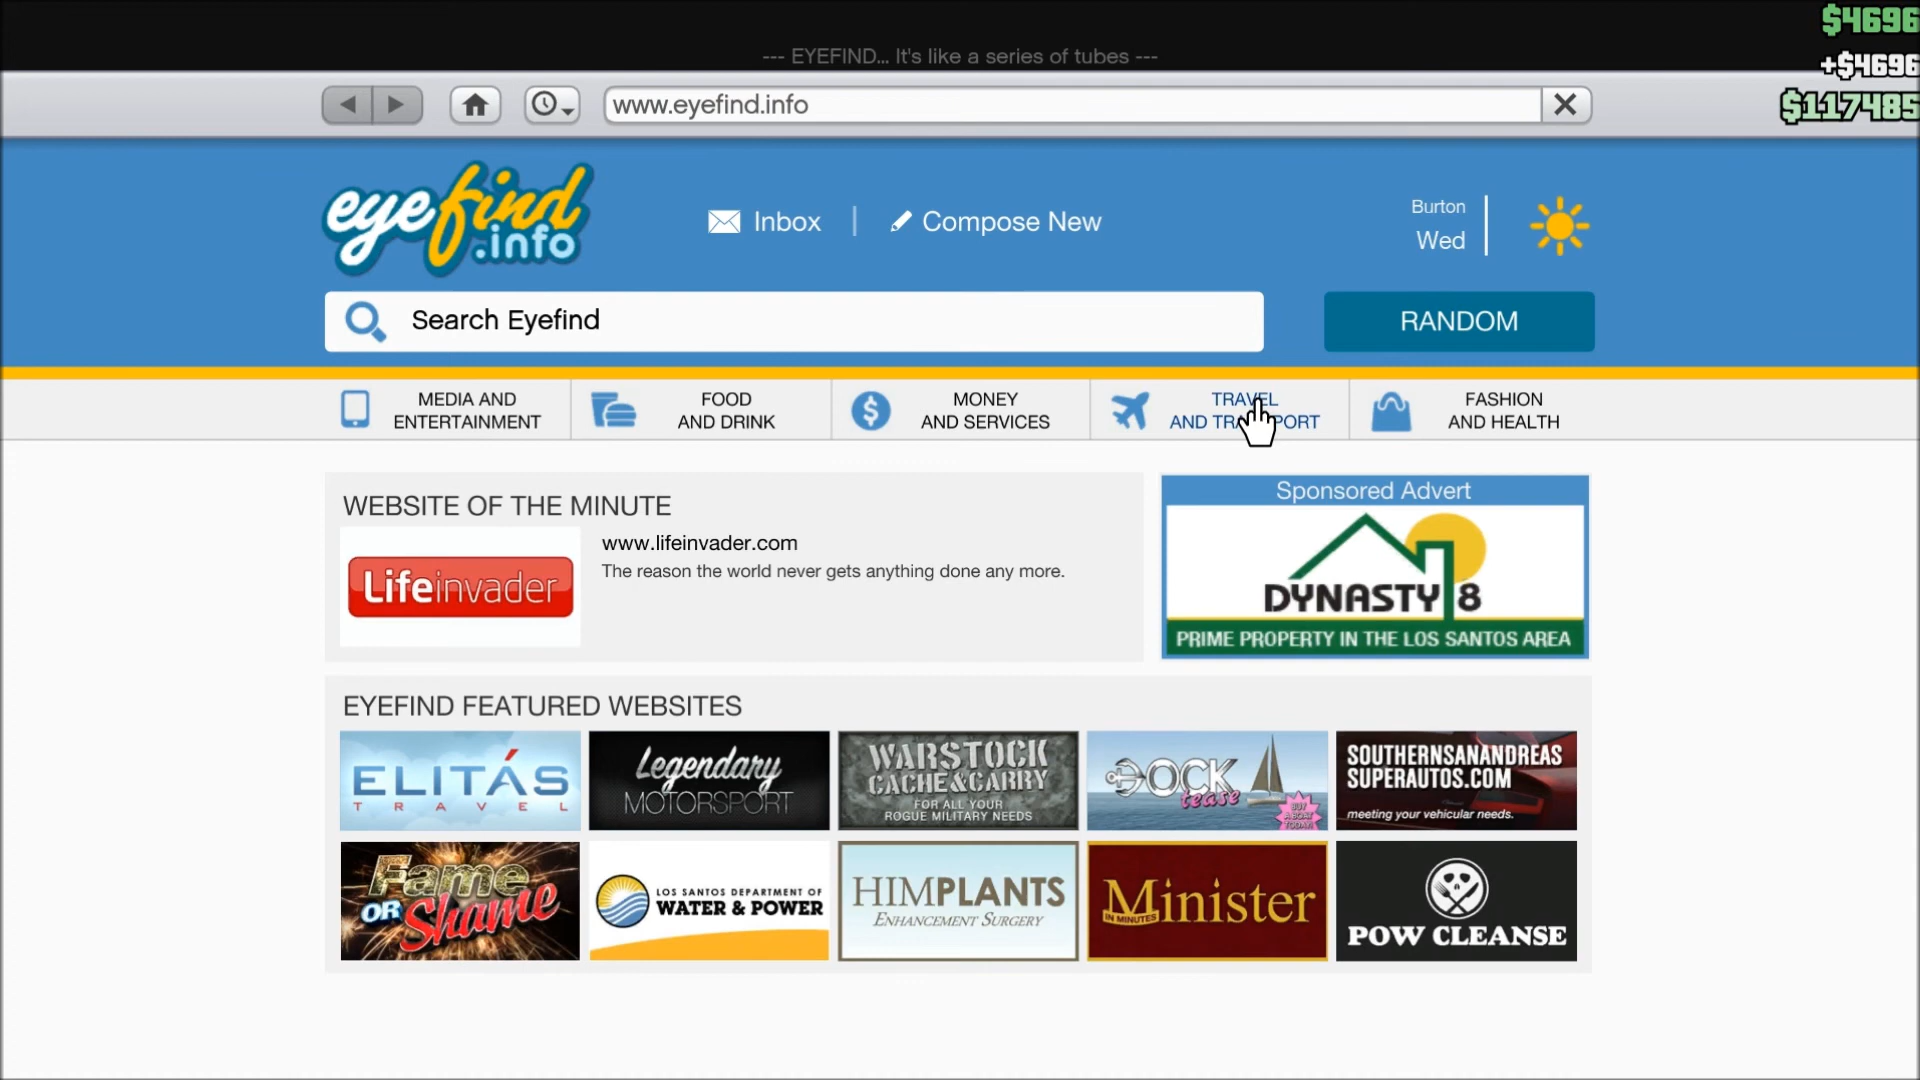 $4696
--- EYEFIND... It's like a series of tubes ---
+$4696
www.eyefind.info
$117485
eyefind
.info
Inbox
Compose New
Burton
Wed
Search Eyefind
RANDOM
MEDIA AND
ENTERTAINMENT
FOOD
AND DRINK
MONEY
AND SERVICES
TRAVEL
AND TRANSPORT
FASHION
AND HEALTH
WEBSITE OF THE MINUTE
Lifeinvader
www.lifeinvader.com
The reason the world never gets anything done any more.
Sponsored Advert
DYNASTY 8
PRIME PROPERTY IN THE LOS SANTOS AREA
EYEFIND FEATURED WEBSITES
ELITÁS
TRAVEL
Legendary
MOTORSPORT
WARSTOCK
CACHE&CARRY
FOR ALL YOUR
ROGUE MILITARY NEEDS
DOCK
tease
BUY
A BOAT
TODAY!
SOUTHERNSANANDREAS
SUPERAUTOS.COM
meeting your vehicular needs.
Fame
OR Shame
LOS SANTOS DEPARTMENT OF
WATER & POWER
HIMPLANTS
ENHANCEMENT SURGERY
Minister
IN MINUTES
POW CLEANSE